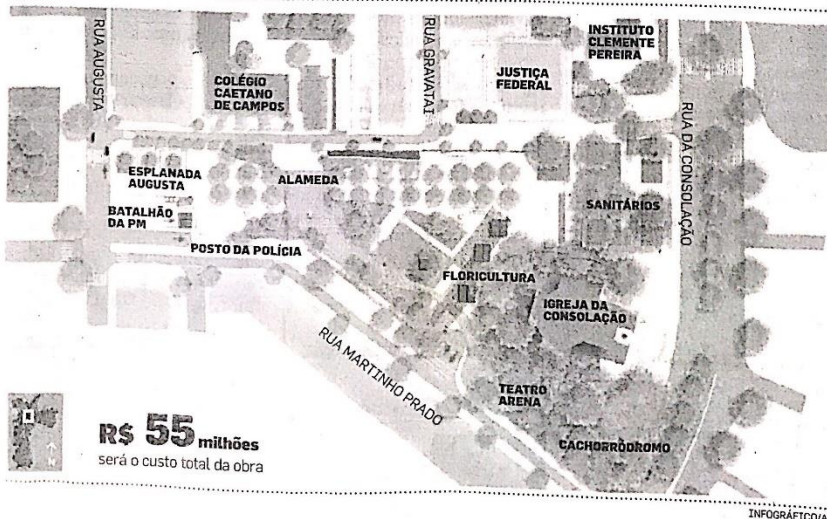 RUA AUGUSTA
COLÉGIO
CAETANO
DE CAMPOS
RUA GRAVATAI
JUSTIÇA
FEDERAL
INSTITUTO
CLEMENTE
PEREIRA
RUA DA CONSOLAÇÃO
ESPLANADA
AUGUSTA
ALAMEDA
SANITÁRIOS
BATALHÃO
DA PM
POSTO DA POLÍCIA
FLORICULTURA
IGREJA DA
CONSOLAÇÃO
RUA MARTINHO PRADO
TEATRO
ARENA
CACHORRÓDROMO
N
R$ 55 milhões
será o custo total da obra
INFOGRÁFICO/A